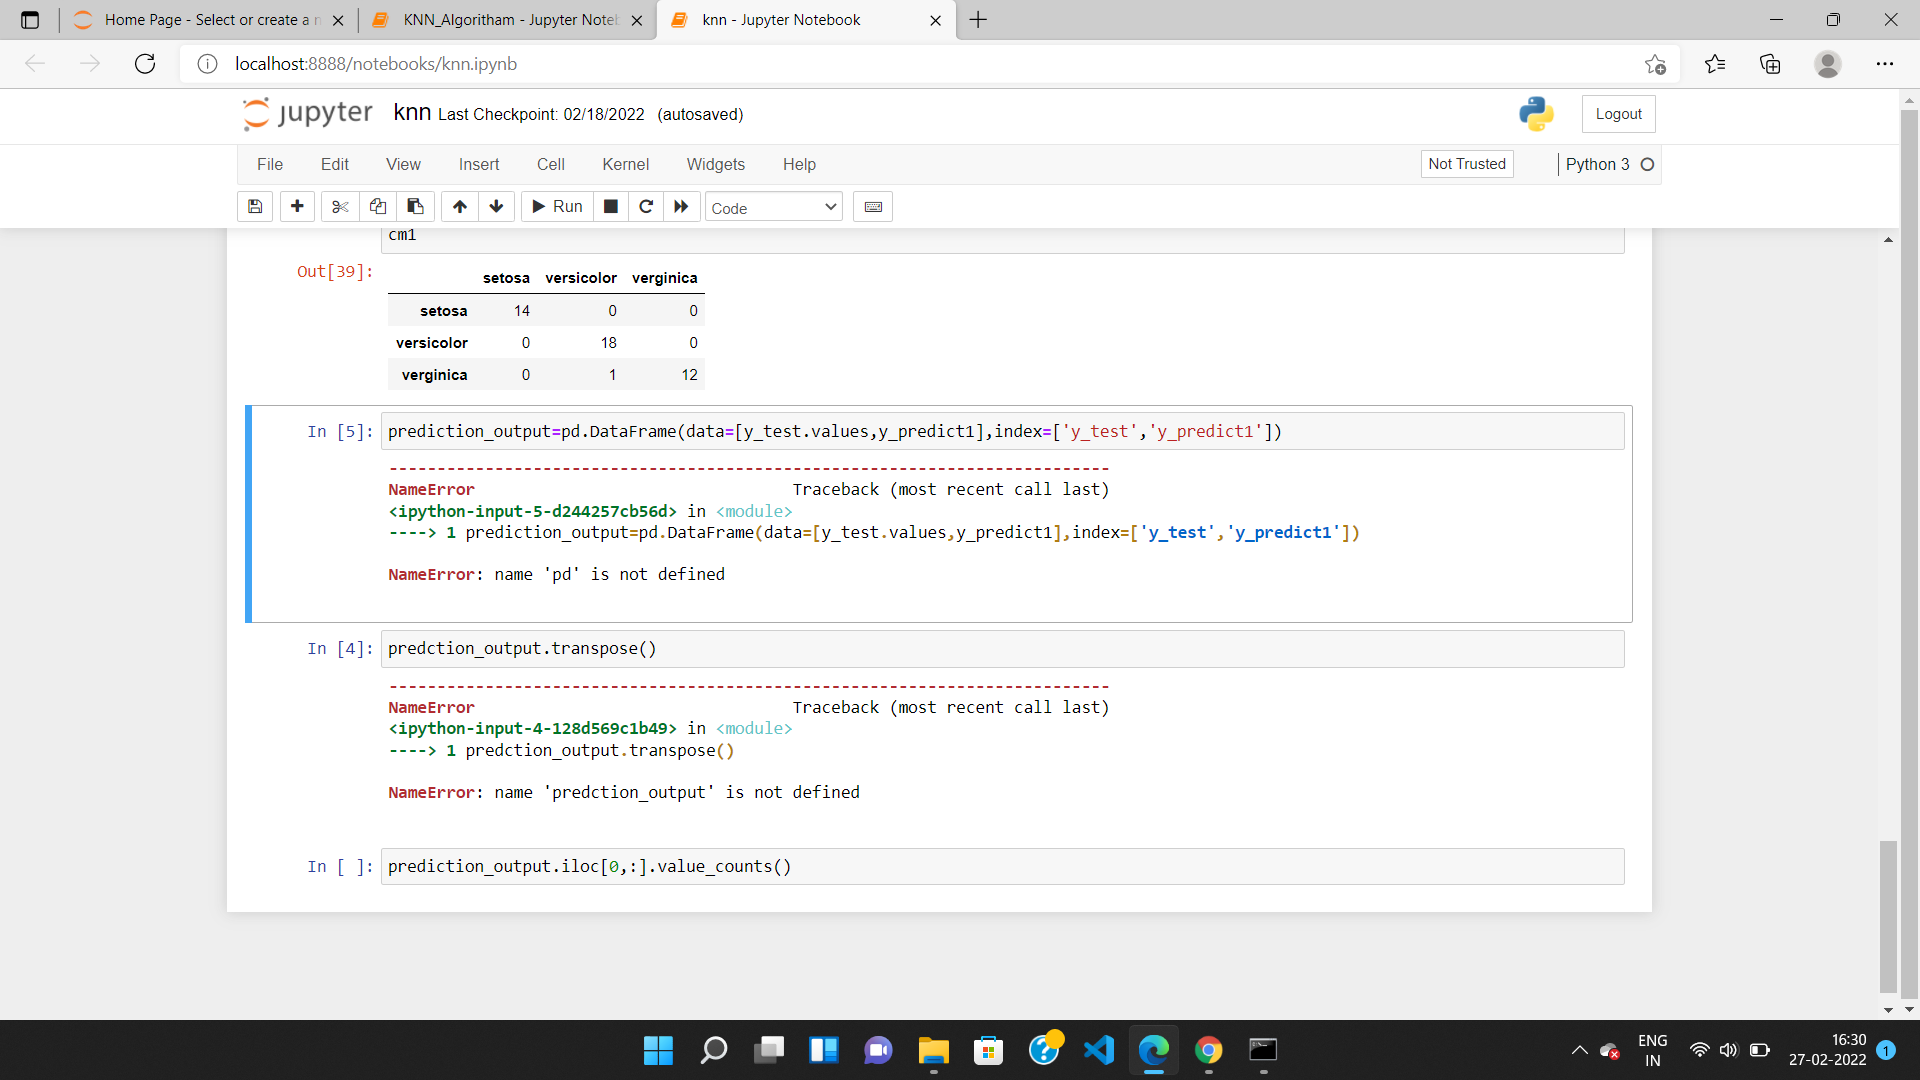 Home Page - Select or create a n
KNN_Algoritham - Jupyter Noteb
knn - Jupyter Notebook
localhost:8888/notebooks/knn.ipynb
jupyter knn Last Checkpoint: 02/18/2022 (autosaved)
Logout
File Edit View Insert Cell Kernel Widgets Help
Not Trusted
Python 3
Run
Code
cm1
Out[39]:
setosa versicolor verginica
setosa 14 0 0
versicolor 0 18 0
verginica 0 1 12
In [5]: prediction_output=pd.DataFrame(data=[y_test.values,y_predict1],index=['y_test','y_predict1'])
---------------------------------------------------------------------------
NameError Traceback (most recent call last)
<ipython-input-5-d244257cb56d> in <module>
----> 1 prediction_output=pd.DataFrame(data=[y_test.values,y_predict1],index=['y_test','y_predict1'])
NameError: name 'pd' is not defined
In [4]: predction_output.transpose()
---------------------------------------------------------------------------
NameError Traceback (most recent call last)
<ipython-input-4-128d569c1b49> in <module>
----> 1 predction_output.transpose()
NameError: name 'predction_output' is not defined
In [ ]: prediction_output.iloc[0,:].value_counts()
ENG
IN
16:30
27-02-2022
1